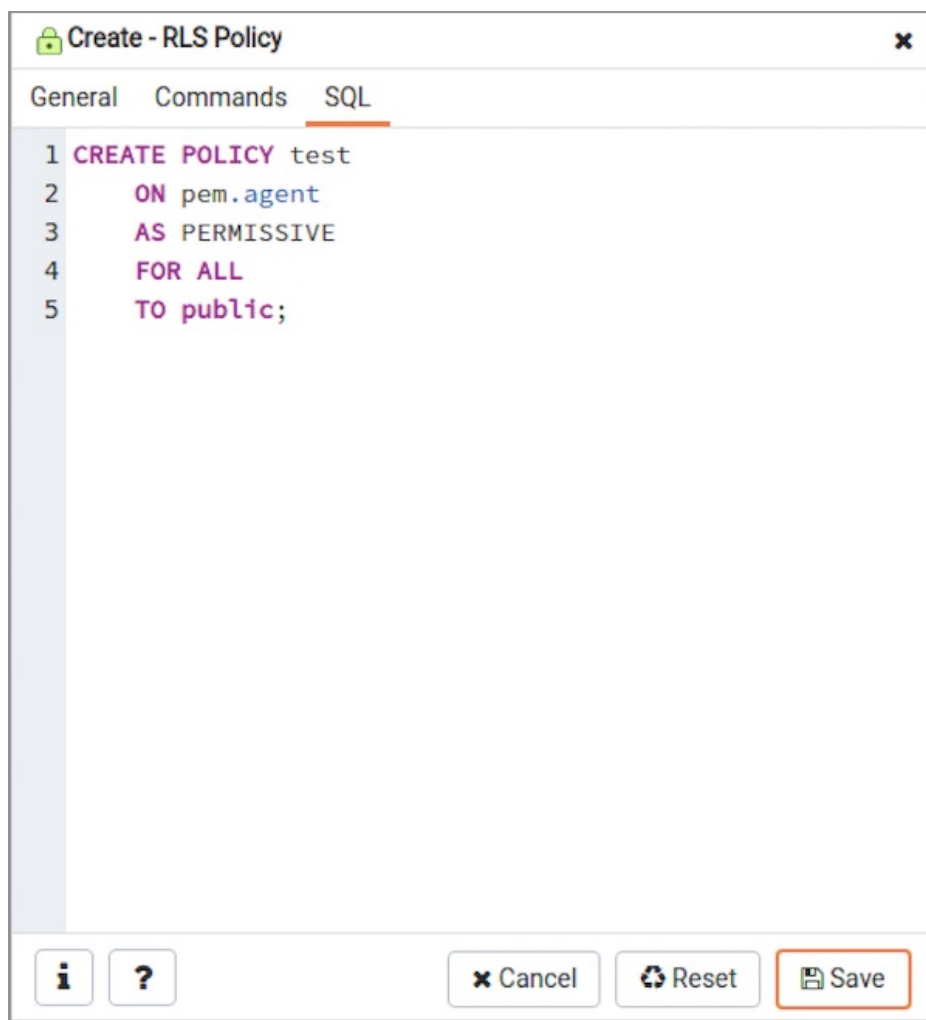 Create - RLS Policy
General Commands SQL
1 CREATE POLICY test
2 ON pem.agent
3 AS PERMISSIVE
4 FOR ALL
5 TO public;
i ? Cancel Reset Save